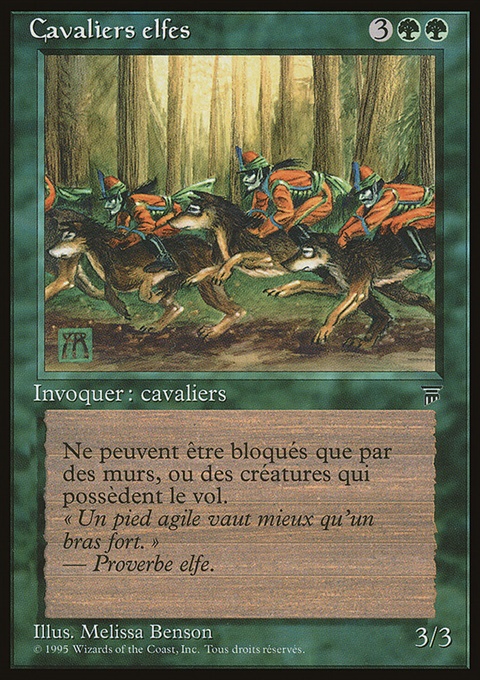 Cavaliers elfes 3
Invoquer : cavaliers
Ne peuvent être bloqués que par
des murs, ou des créatures qui
possèdent le vol.
« Un pied agile vaut mieux qu'un
bras fort. »
— Proverbe elfe.
Illus. Melissa Benson
3/3
© 1995 Wizards of the Coast, Inc. Tous droits réservés.